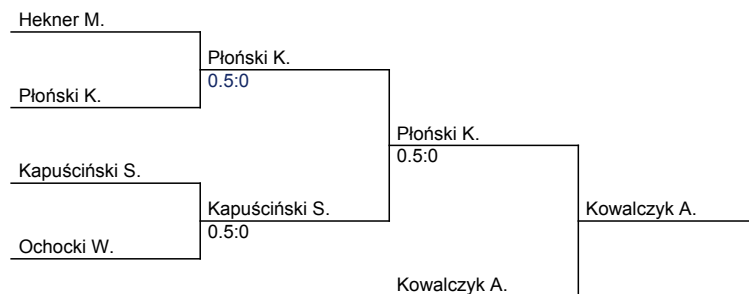 Hekner M.
Płoński K.
0.5:0
Płoński K.
Płoński K.
0.5:0
Kapuściński S.
Kapuściński S.
0.5:0
Kowalczyk A.
Ochocki W.
Kowalczyk A.